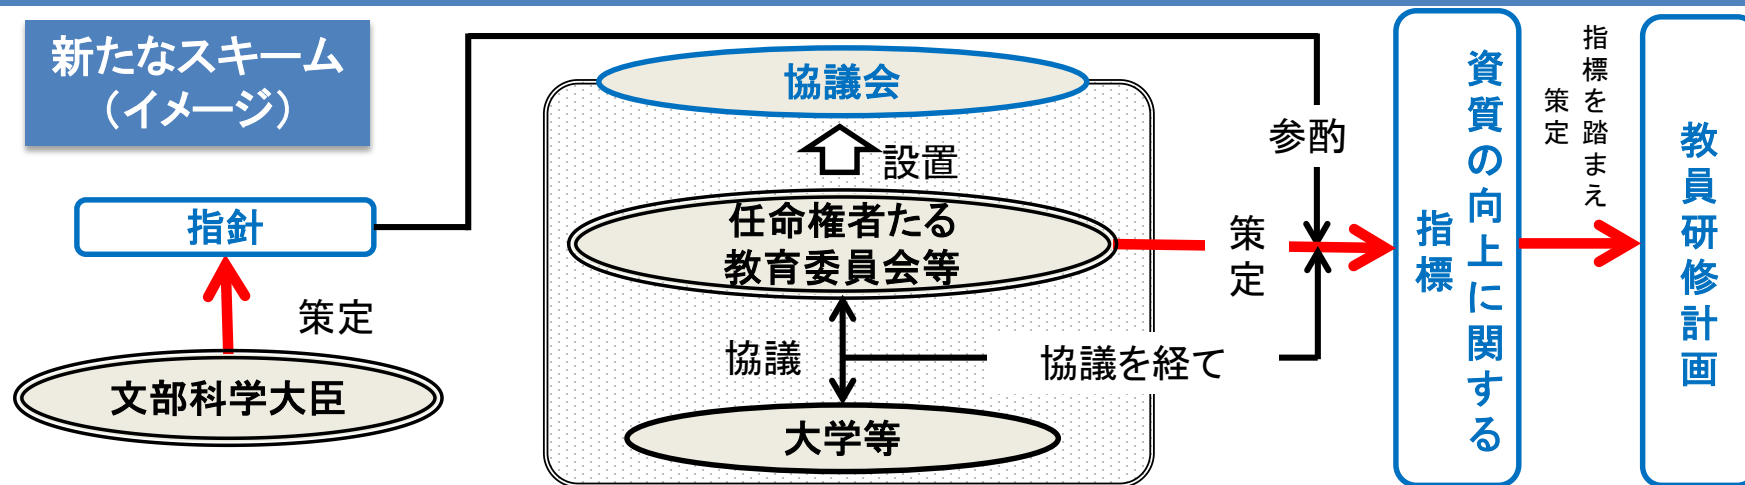 新たなスキーム
（イメージ）
指針
策定
文部科学大臣
協議会
設置
任命権者たる
教育委員会等
協議
大学等
協議を経て
参酌
策定
資質の向上に関する
指標
指標を踏まえ
策定
教員研修計画